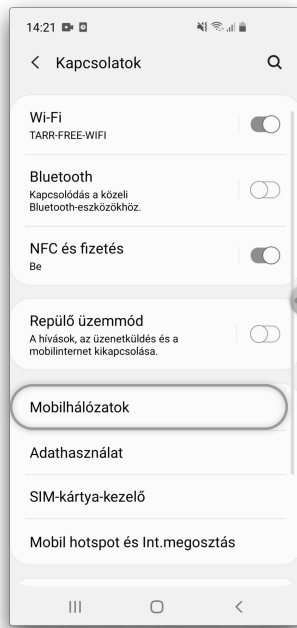 14:21
Kapcsolatok
Wi-Fi
TARR-FREE-WIFI
Bluetooth
Kapcsolódás a közeli
Bluetooth-eszközökhöz.
NFC és fizetés
Be
Repülő üzemmód
A hívások, az üzenetküldés és a
mobilinternet kikapcsolása.
Mobilhálózatok
Adathasználat
SIM-kártya-kezelő
Mobil hotspot és Int.megosztás